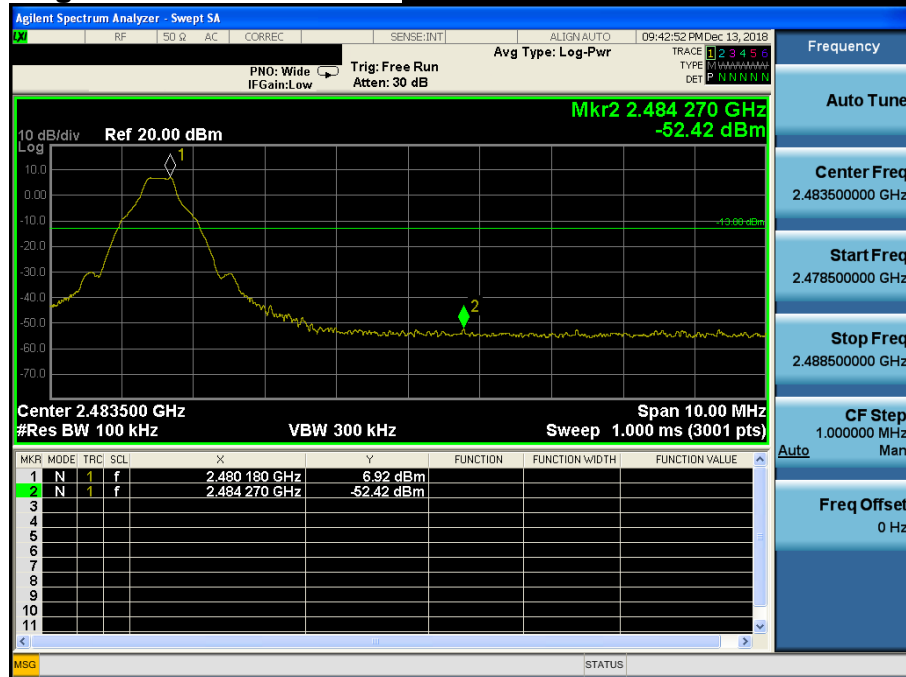 Agilent Spectrum Analyzer - Swept SA
LXI RF 50 Ω AC CORREC SENSE:INT ALIGN AUTO 09:42:52 PM Dec 13, 2018
PNO: Wide Trig: Free Run Avg Type: Log-Pwr TRACE 1 2 3 4 5 6
IFGain:Low Atten: 30 dB TYPE M WWWWW
DET P N N N N N
Mkr2 2.484 270 GHz
-52.42 dBm
10 dB/div Ref 20.00 dBm
Log
1
10.0
0.00
-10.0
-13.00 dBm
-20.0
-30.0
-40.0
2
-50.0
-60.0
-70.0
Center 2.483500 GHz Span 10.00 MHz
#Res BW 100 kHz VBW 300 kHz Sweep 1.000 ms (3001 pts)
MKR MODE TRC SCL X Y FUNCTION FUNCTION WIDTH FUNCTION VALUE
1 N 1 f 2.480 180 GHz 6.92 dBm
2 N 1 f 2.484 270 GHz -52.42 dBm
3
4
5
6
7
8
9
10
11
MSG STATUS
Frequency
Auto Tune
Center Freq
2.483500000 GHz
Start Freq
2.478500000 GHz
Stop Freq
2.488500000 GHz
CF Step
1.000000 MHz
Auto Man
Freq Offset
0 Hz